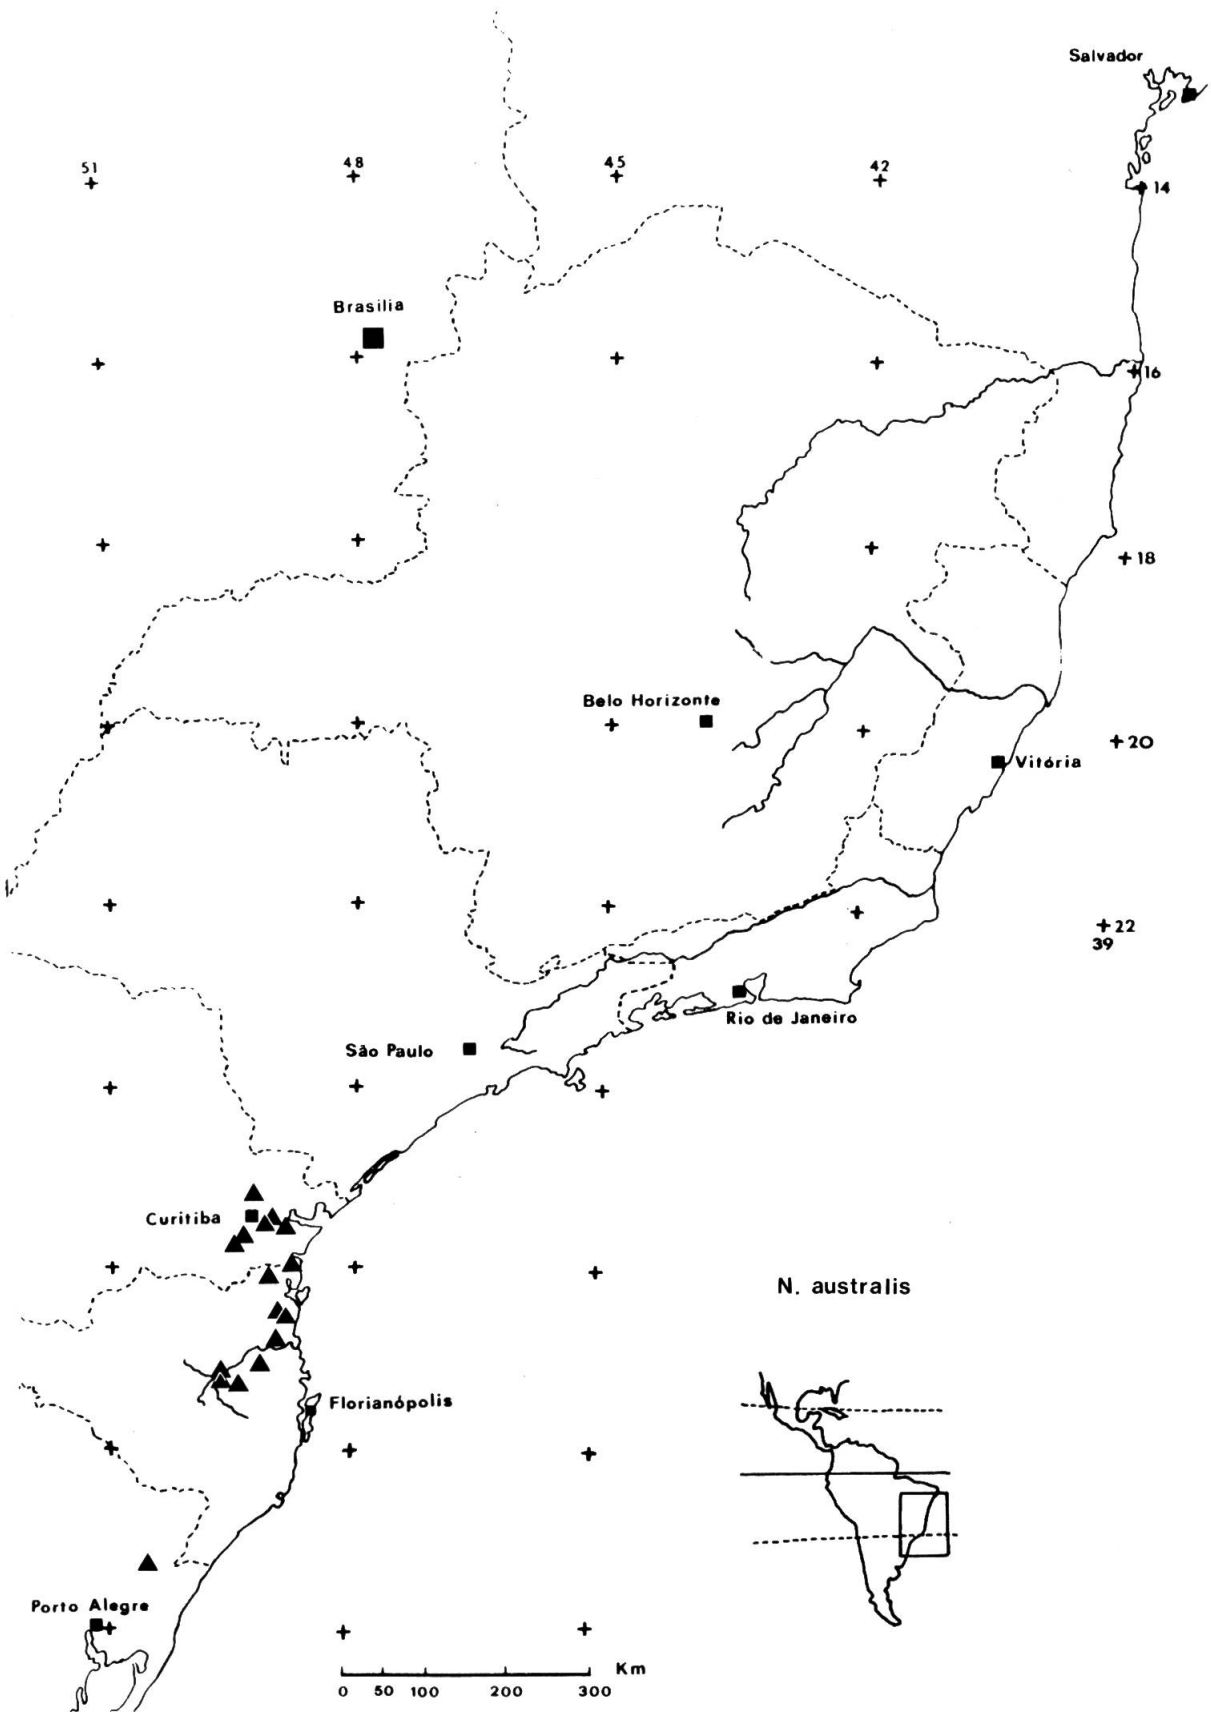 Salvador
51
48
45
42
14
Brasilia
16
18
Belo Horizonte
20
Vitória
22
39
Rio de Janeiro
São Paulo
Curitiba
N. australis
Florianópolis
Porto Alegre
Km
0 50 100 200 300